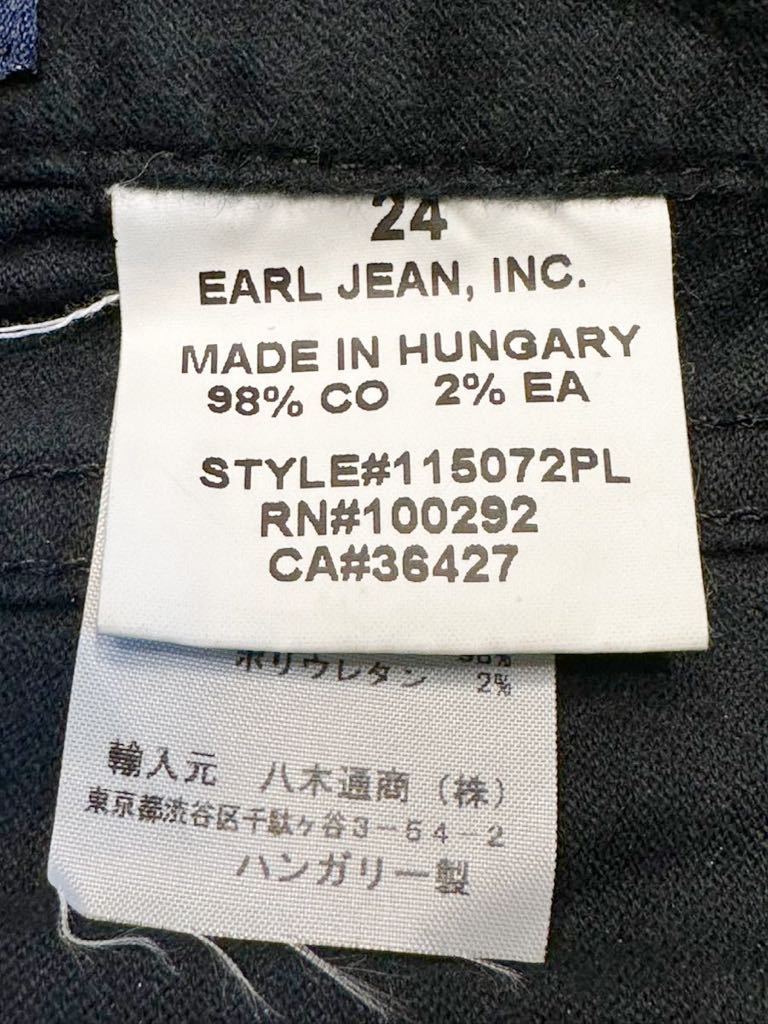 24
EARL JEAN, INC.
MADE IN HUNGARY
98% CO 2% EA
STYLE#115072PL
RN#100292
CA#36427
98%
ポリウレタン 2%
輸入元 八木通商(株)
東京都渋谷区千駄ヶ谷3-54-2
ハンガリー製